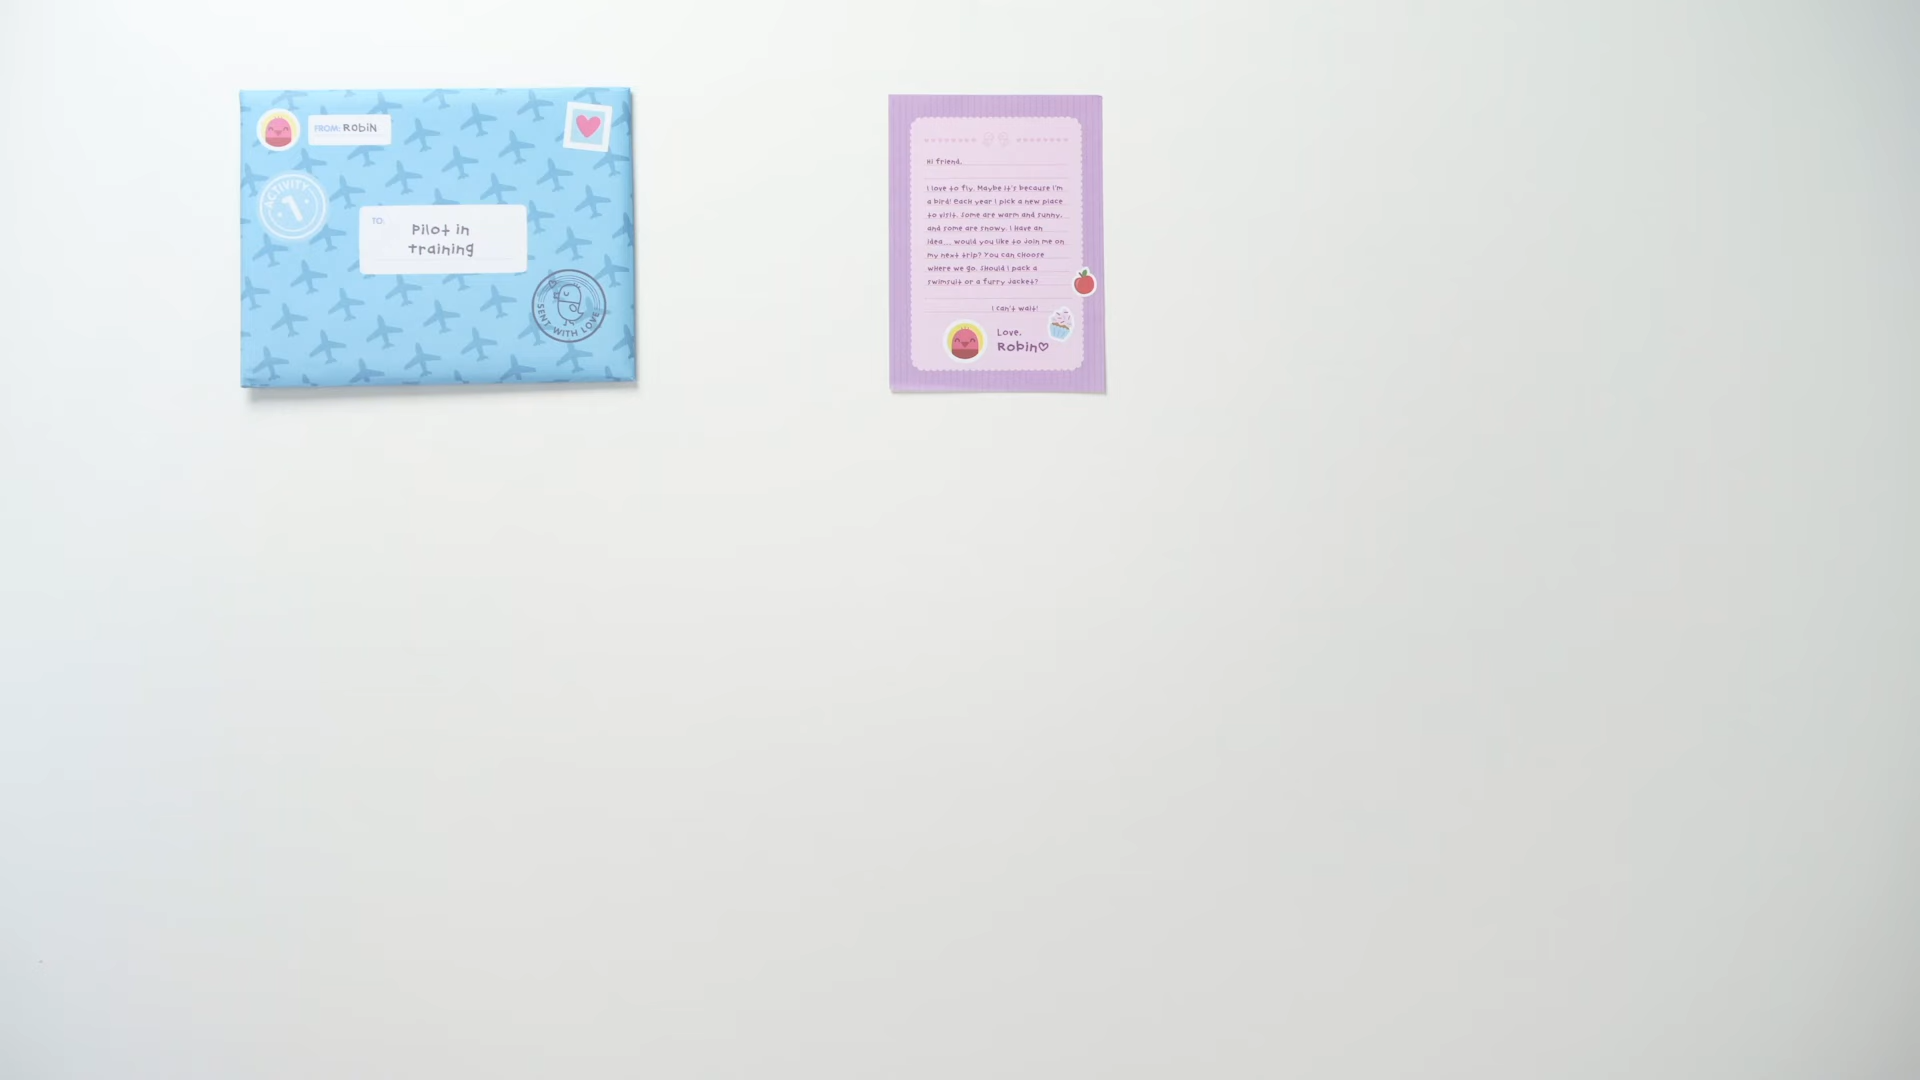 FROM: RobiN
ACTIVITY
1
TO:
Pilot in
training
SENT WITH LOVE
Hi friend,
I love to fly. Maybe it's because I'm
a bird! Each year I pick a new place
to visit. Some are warm and sunny,
and some are snowy. I have an
idea... would you like to join me on
my next trip? You can choose
where we go. Should I pack a
swimsuit or a furry jacket?
I can't wait!
Love,
Robin